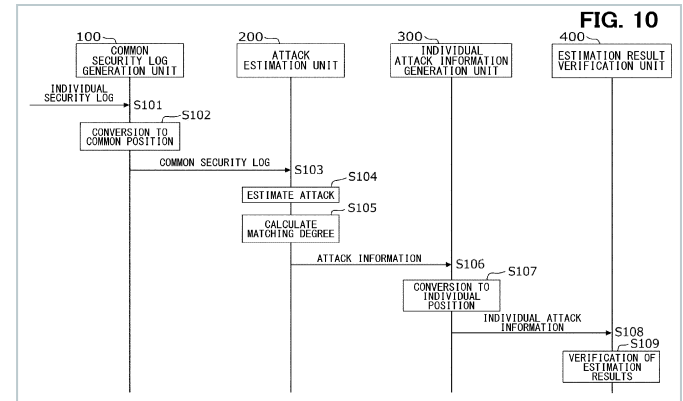 FIG. 10
100
COMMON
SECURITY LOG
GENERATION UNIT
200
ATTACK
ESTIMATION UNIT
300
INDIVIDUAL
ATTACK INFORMATION
GENERATION UNIT
400
ESTIMATION RESULT
VERIFICATION UNIT
INDIVIDUAL
SECURITY LOG
S101
S102
CONVERSION TO
COMMON POSITION
COMMON SECURITY LOG
S103
S104
ESTIMATE ATTACK
S105
CALCULATE
MATCHING DEGREE
ATTACK INFORMATION
S106
S107
CONVERSION TO
INDIVIDUAL
POSITION
INDIVIDUAL ATTACK
INFORMATION
S108
S109
VERIFICATION OF
ESTIMATION
RESULTS